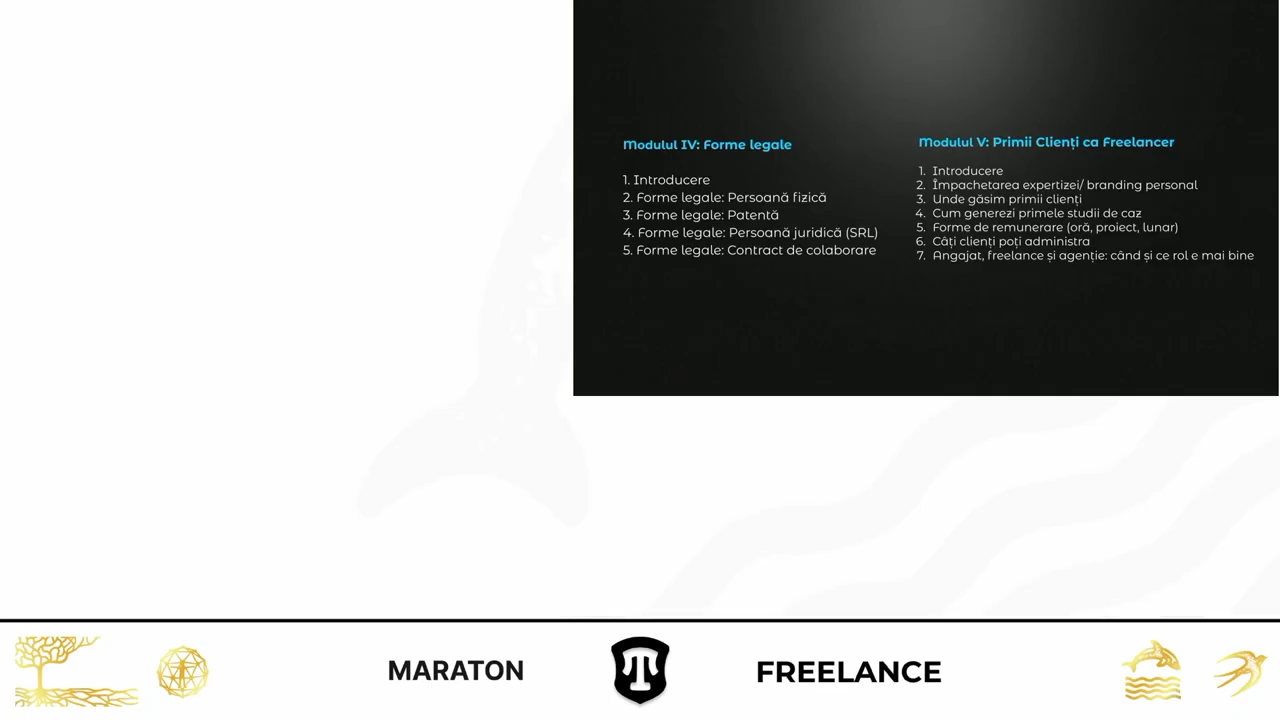 Modulul IV: Forme legale
1. Introducere
2. Forme legale: Persoană fizică
3. Forme legale: Patentă
4. Forme legale: Persoană juridică (SRL)
5. Forme legale: Contract de colaborare
Modulul V: Primii Clienți ca Freelancer
1. Introducere
2. Împachetarea expertizei/ branding personal
3. Unde găsim primii clienți
4. Cum generezi primele studii de caz
5. Forme de remunerare (oră, proiect, lunar)
6. Câți clienți poți administra
7. Angajat, freelance și agenție: când și ce rol e mai bine
MARATON
T
FREELANCE